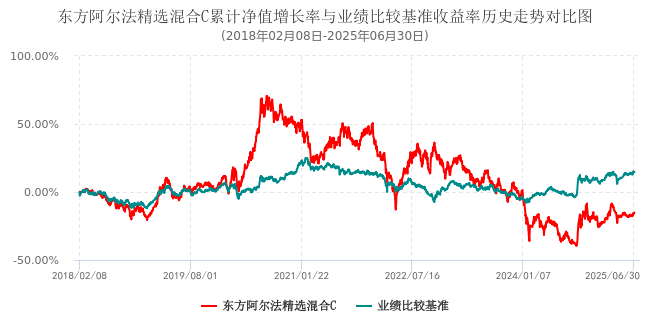 东方阿尔法精选混合C累计净值增长率与业绩比较基准收益率历史走势对比图
(2018年02月08日-2025年06月30日)
100.00%
50.00%
0.00%
-50.00%
2018/02/08 2019/08/01 2021/01/22 2022/07/16 2024/01/07 2025/06/30
东方阿尔法精选混合C 业绩比较基准